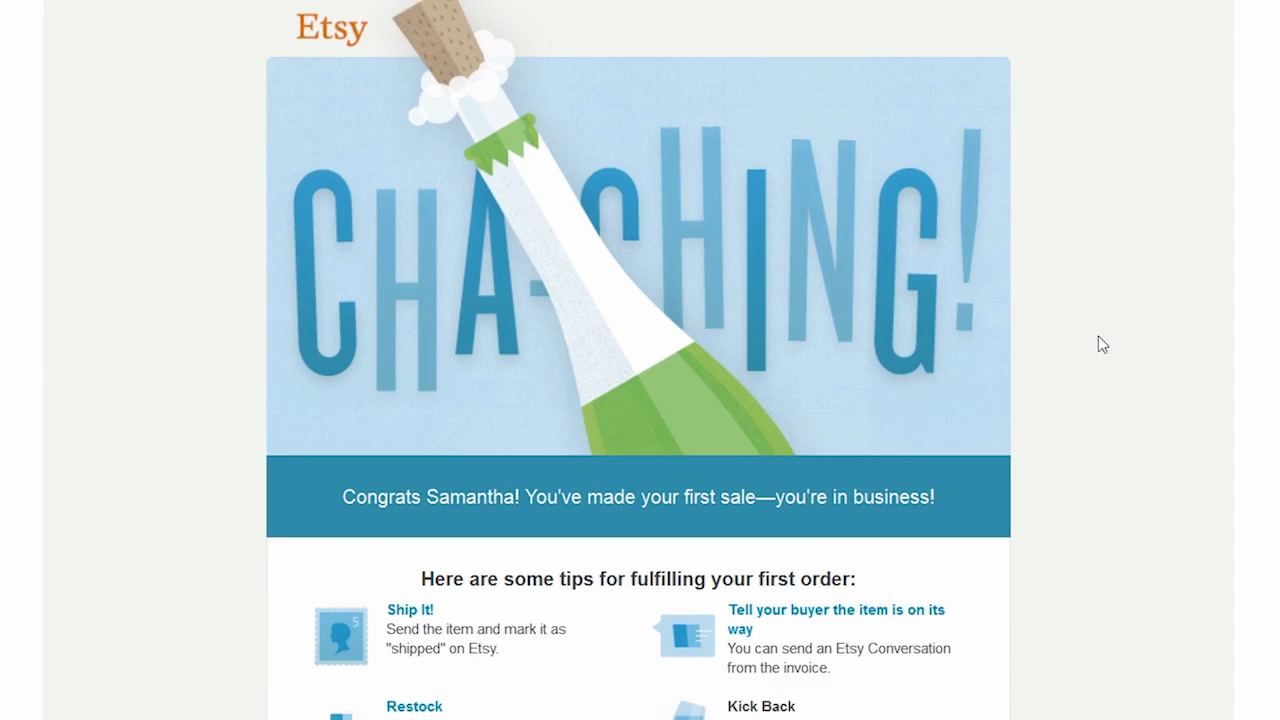 Etsy
CHA-CHING!
Congrats Samantha! You've made your first sale—you're in business!
Here are some tips for fulfilling your first order:
Ship It!
Send the item and mark it as
"shipped" on Etsy.
5
Tell your buyer the item is on its
way
You can send an Etsy Conversation
from the invoice.
Restock
Kick Back